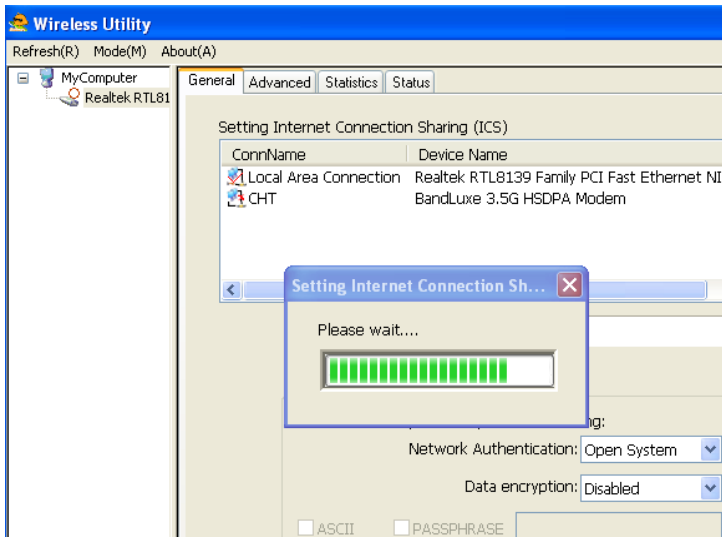 Wireless Utility
Refresh(R) Mode(M) About(A)
MyComputer
Realtek RTL81
General Advanced Statistics Status
Setting Internet Connection Sharing (ICS)
ConnName Device Name
Local Area Connection Realtek RTL8139 Family PCI Fast Ethernet NI
CHT BandLuxe 3.5G HSDPA Modem
Setting Internet Connection Sh...
Please wait....
ng:
Network Authentication: Open System
Data encryption: Disabled
ASCII PASSPHRASE